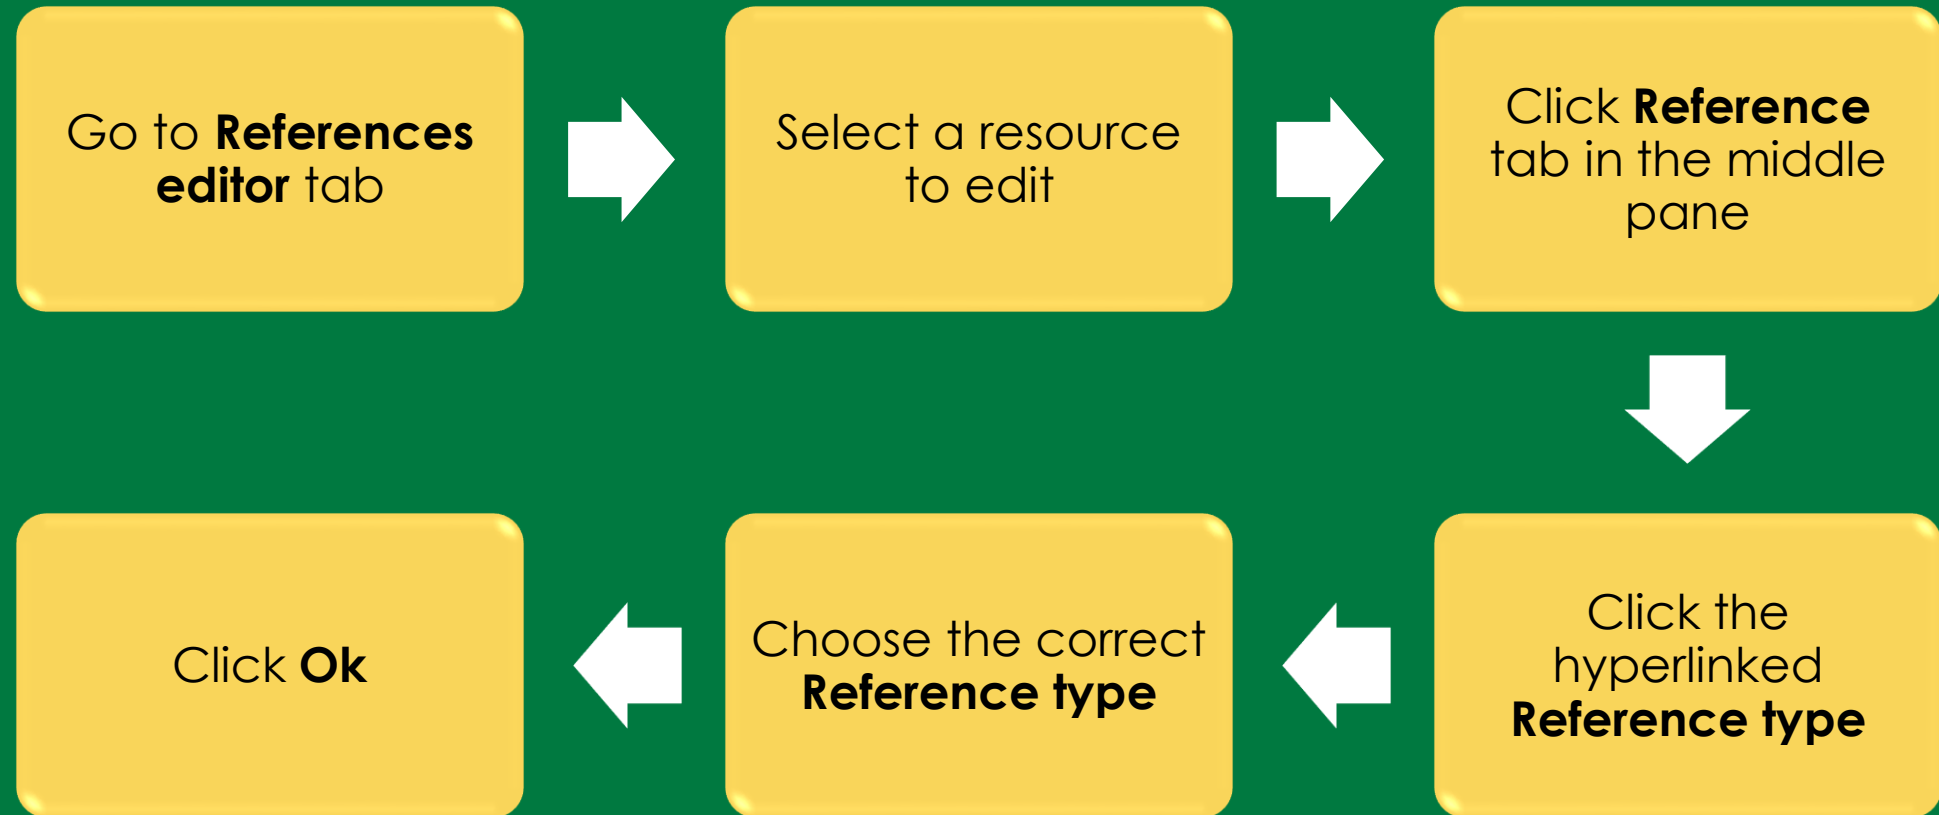 Go to References
editor tab
Select a resource
to edit
Click Reference
tab in the middle
pane
Click the
hyperlinked
Reference type
Choose the correct
Reference type
Click Ok